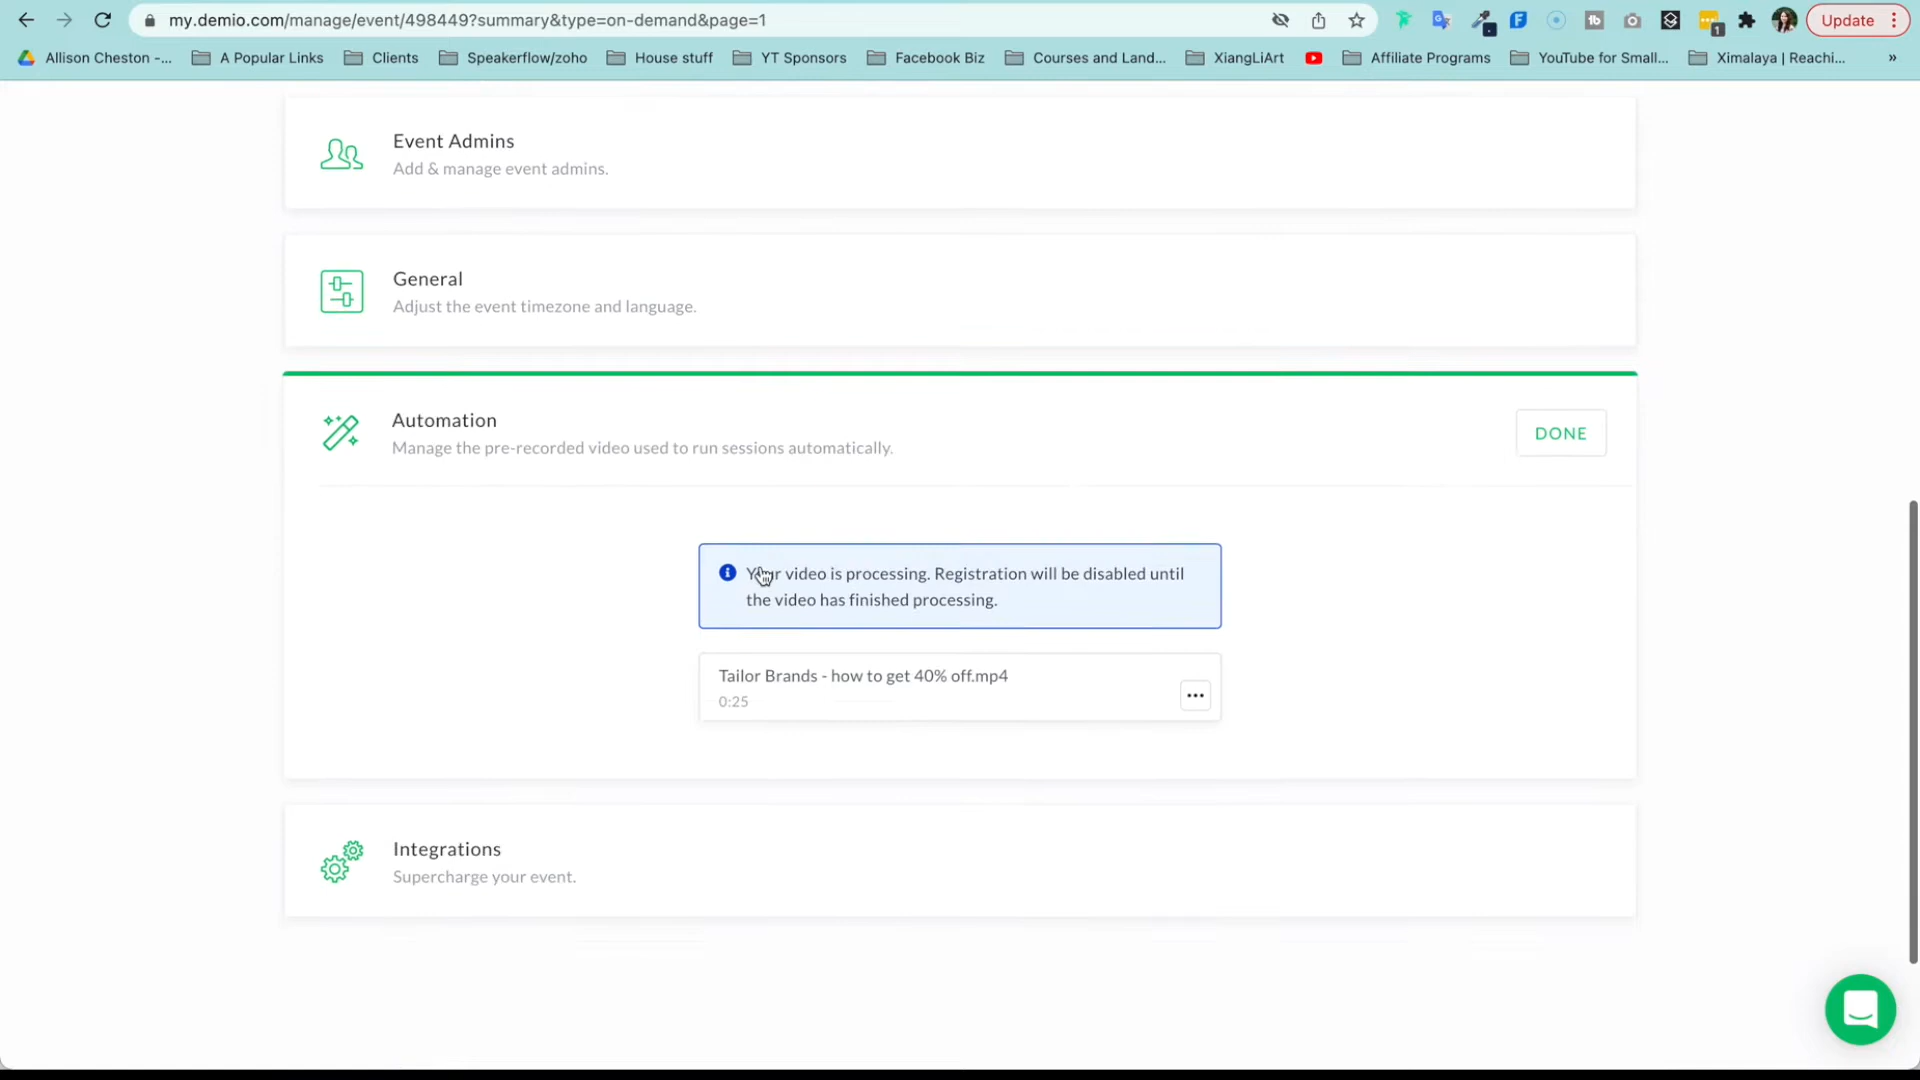 my.demio.com/manage/event/498449?summary&type=on-demand&page=1
1
Update
Allison Cheston -...
A Popular Links
Clients
Speakerflow/zoho
House stuff
YT Sponsors
Facebook Biz
Courses and Land...
XiangLiArt
Affiliate Programs
YouTube for Small...
Ximalaya | Reachi...
»
Event Admins
Add & manage event admins.
General
Adjust the event timezone and language.
Automation
Manage the pre-recorded video used to run sessions automatically.
DONE
Your video is processing. Registration will be disabled until
the video has finished processing.
Tailor Brands - how to get 40% off.mp4
0:25
Integrations
Supercharge your event.